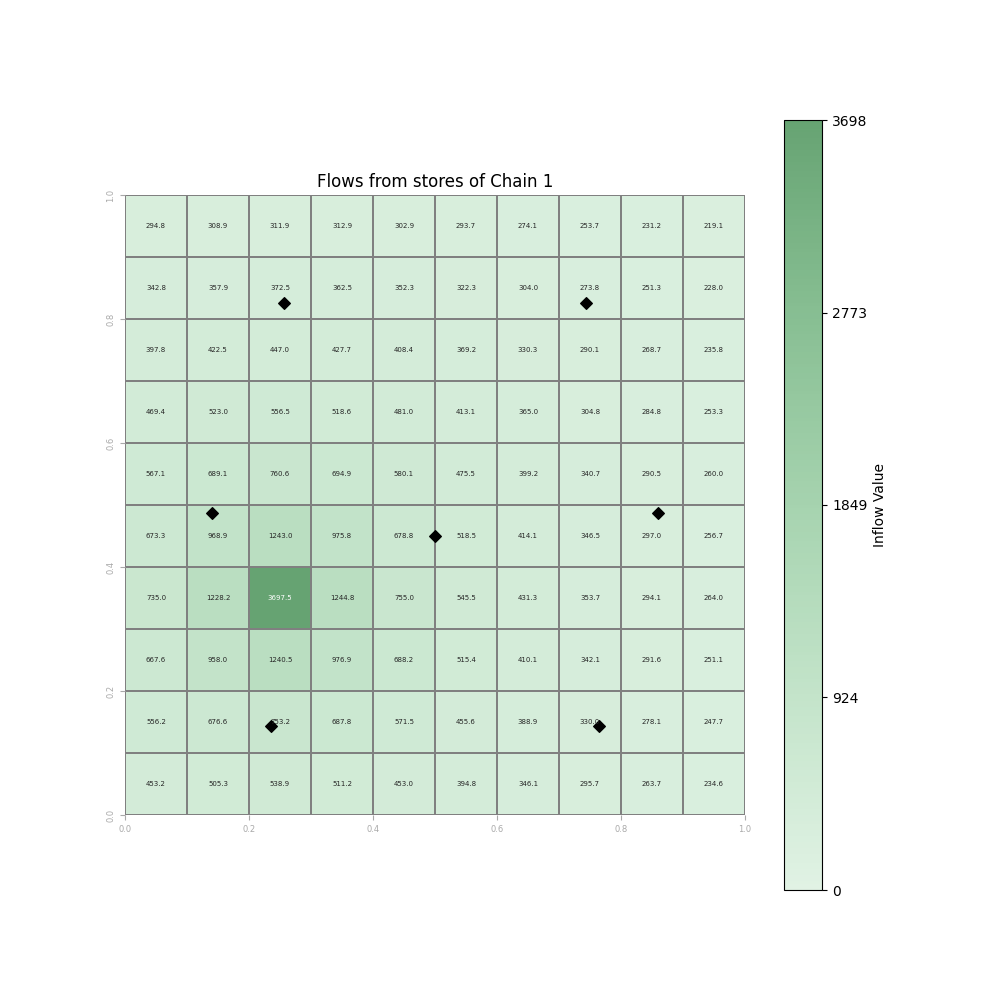 Flows from stores of Chain 1
1.0
294.8 308.9 311.9 312.9 302.9 293.7 274.1 253.7 231.2 219.1
342.8 357.9 372.5 362.5 352.3 322.3 304.0 273.8 251.3 228.0
0.8
397.8 422.5 447.0 427.7 408.4 369.2 330.3 290.1 268.7 235.8
469.4 523.0 556.5 518.6 481.0 413.1 365.0 304.8 284.8 253.3
0.6
567.1 689.1 760.6 694.9 580.1 475.5 399.2 340.7 290.5 260.0
673.3 968.9 1243.0 975.8 678.8 518.5 414.1 346.5 297.0 256.7
0.4
735.0 1228.2 3697.5 1244.8 755.0 545.5 431.3 353.7 294.1 264.0
667.6 958.0 1240.5 976.9 688.2 515.4 410.1 342.1 291.6 251.1
0.2
556.2 676.6 687.8 571.5 455.6 388.9 278.1 247.7
453.2 505.3 538.9 511.2 453.0 394.8 346.1 295.7 263.7 234.6
0.0
0.0 0.2 0.4 0.6 0.8 1.0
3698
2773
1849
924
0
Inflow Value